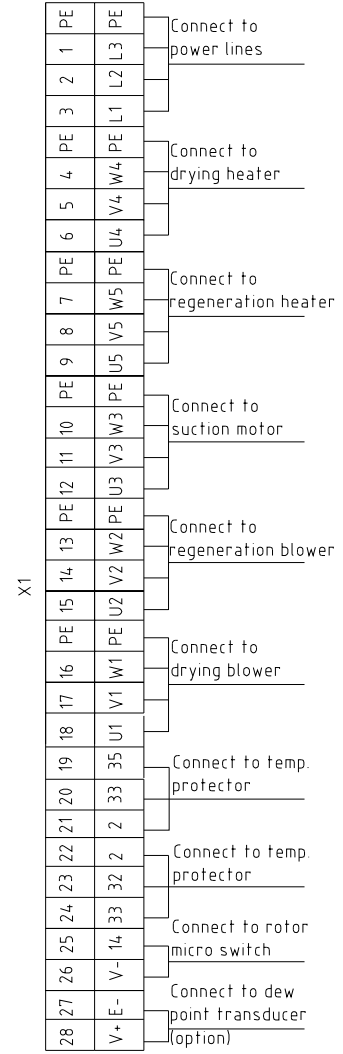 X1
PE PE
1 L3
2 L2
3 L1
Connect to
power lines
PE PE
4 W4
5 V4
6 U4
Connect to
drying heater
PE PE
7 W5
8 V5
9 U5
Connect to
regeneration heater
PE PE
10 W3
11 V3
12 U3
Connect to
suction motor
PE PE
13 W2
14 V2
15 U2
Connect to
regeneration blower
PE PE
16 W1
17 V1
18 U1
Connect to
drying blower
19 35
20 33
21 2
Connect to temp.
protector
22 2
23 32
24 33
Connect to temp.
protector
25 14
26 V-
Connect to rotor
micro switch
27 E-
28 V+
Connect to dew
point transducer
(option)